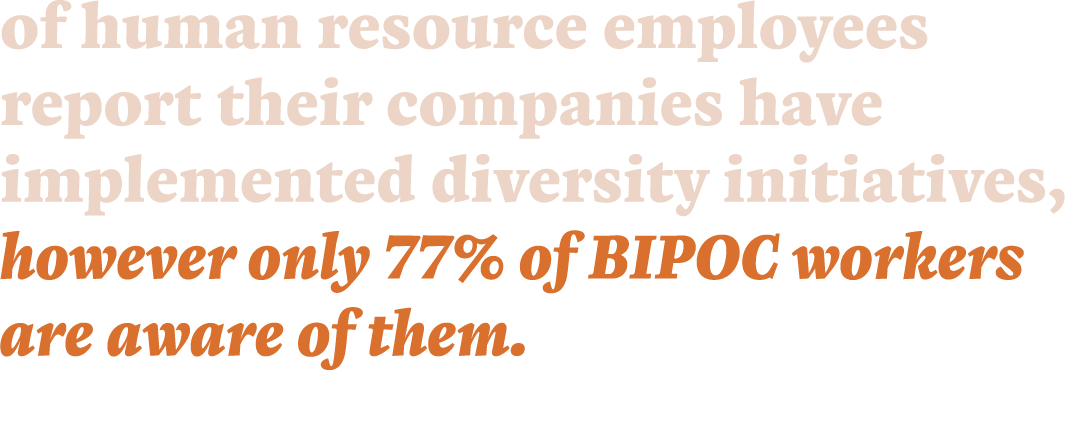 of human resource employees
report their companies have
implemented diversity initiatives,
however only 77% of BIPOC workers
are aware of them.